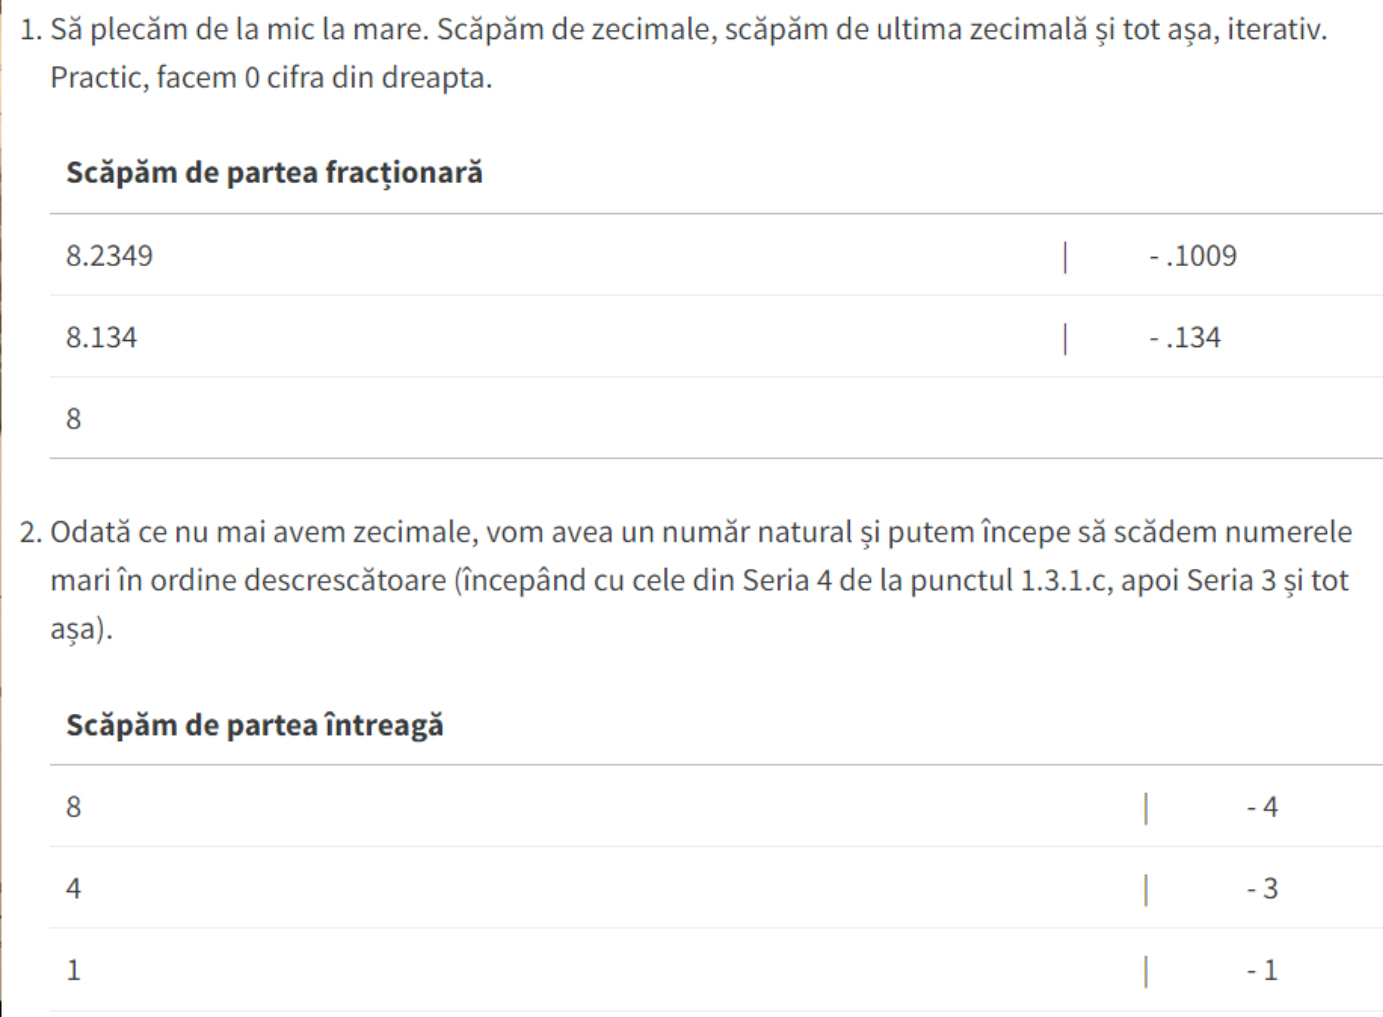 1. Să plecăm de la mic la mare. Scăpăm de zecimale, scăpăm de ultima zecimală și tot așa, iterativ.
Practic, facem 0 cifra din dreapta.
Scăpăm de partea fracționară
8.2349 | - .1009
8.134 | - .134
8
2. Odată ce nu mai avem zecimale, vom avea un număr natural și putem începe să scădem numerele
mari în ordine descrescătoare (începând cu cele din Seria 4 de la punctul 1.3.1.c, apoi Seria 3 și tot
așa).
Scăpăm de partea întreagă
8 | - 4
4 | - 3
1 | - 1